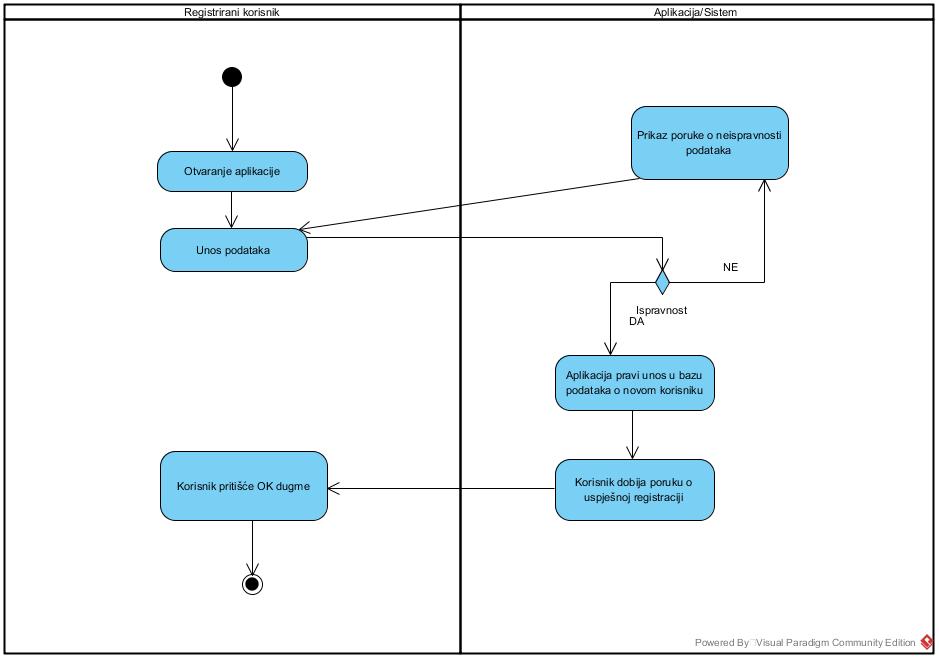 Registrirani korisnik
Aplikacija/Sistem
Prikaz poruke o neispravnosti
podataka
Otvaranje aplikacije
Unos podataka
NE
Ispravnost
DA
Aplikacija pravi unos u bazu
podataka o novom korisniku
Korisnik pritišće OK dugme
Korisnik dobija poruku o
uspješnoj registraciji
Powered By Visual Paradigm Community Edition